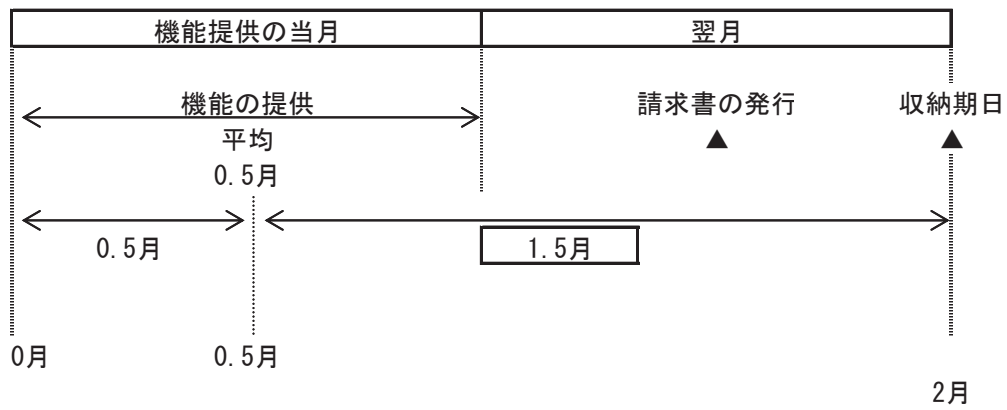 機能提供の当月 翌月
機能の提供 請求書の発行 収納期日
平均 ▲ ▲
0.5月
0.5月 1.5月
0月 0.5月
2月